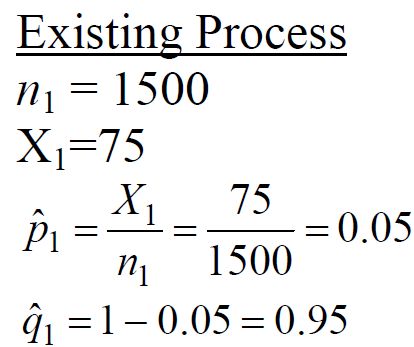 Existing Process
n₁ = 1500
X₁=75
p̂₁ = X₁/n₁ = 75/1500 = 0.05
q̂₁ = 1 − 0.05 = 0.95